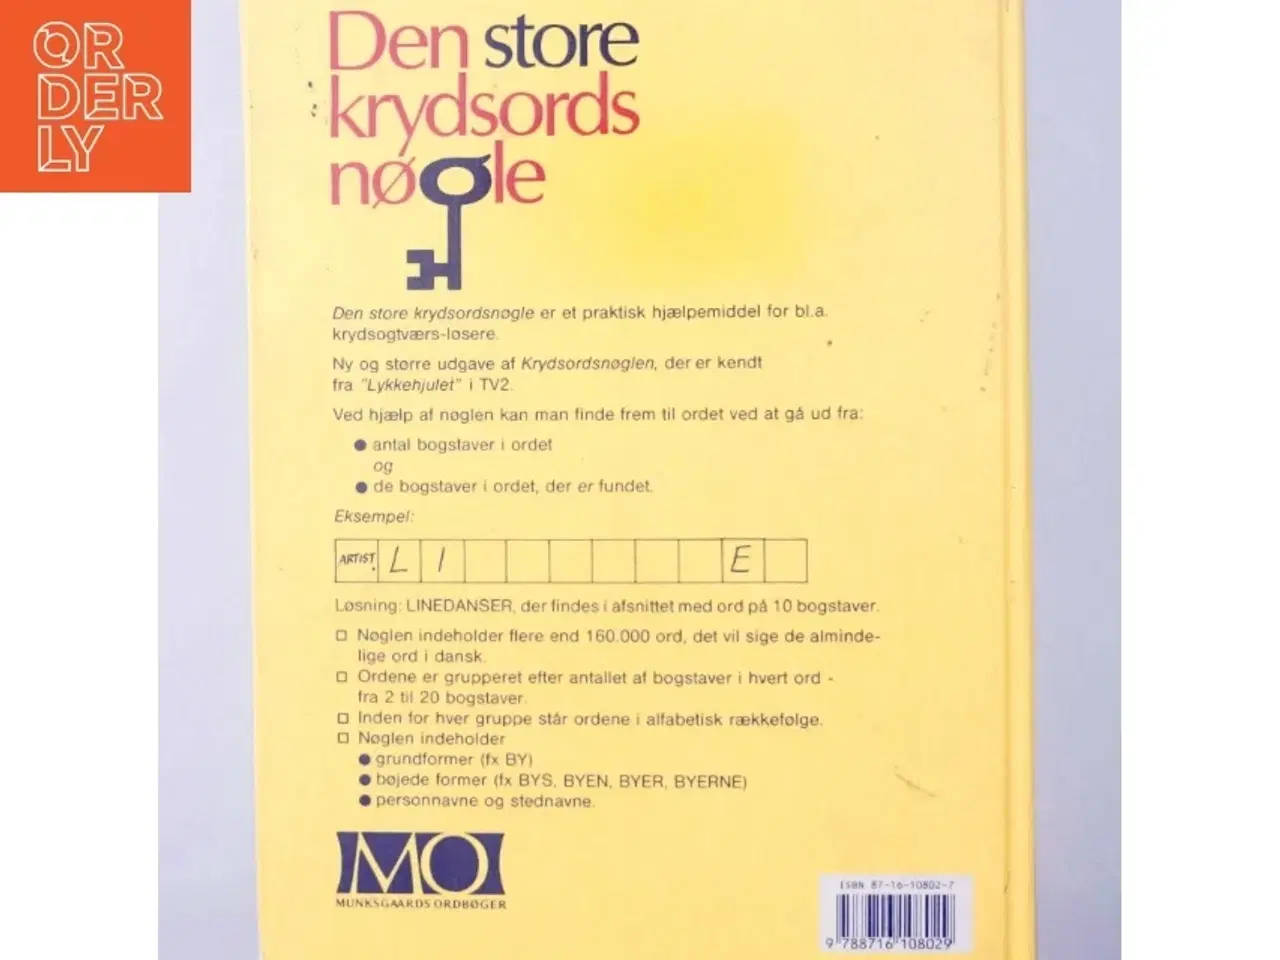 OR
DER
LY
Den store
krydsords
nøgle
Den store krydsordsnøgle er et praktisk hjælpemiddel for bl.a.
krydsogtværs-løsere.
Ny og større udgave af Krydsordsnøglen, der er kendt
fra "Lykkehjulet" i TV2.
Ved hjælp af nøglen kan man finde frem til ordet ved at gå ud fra:
● antal bogstaver i ordet
og
● de bogstaver i ordet, der er fundet.
Eksempel:
ARTIST L I E
Løsning: LINEDANSER, der findes i afsnittet med ord på 10 bogstaver.
□ Nøglen indeholder flere end 160.000 ord, det vil sige de alminde-
lige ord i dansk.
□ Ordene er grupperet efter antallet af bogstaver i hvert ord -
fra 2 til 20 bogstaver.
□ Inden for hver gruppe står ordene i alfabetisk rækkefølge.
□ Nøglen indeholder
● grundformer (fx BY)
● bøjede former (fx BYS, BYEN, BYER, BYERNE)
● personnavne og stednavne.
MO
MUNKSGAARDS ORDBØGER
ISBN 87-16-10802-7
9 788716 108029